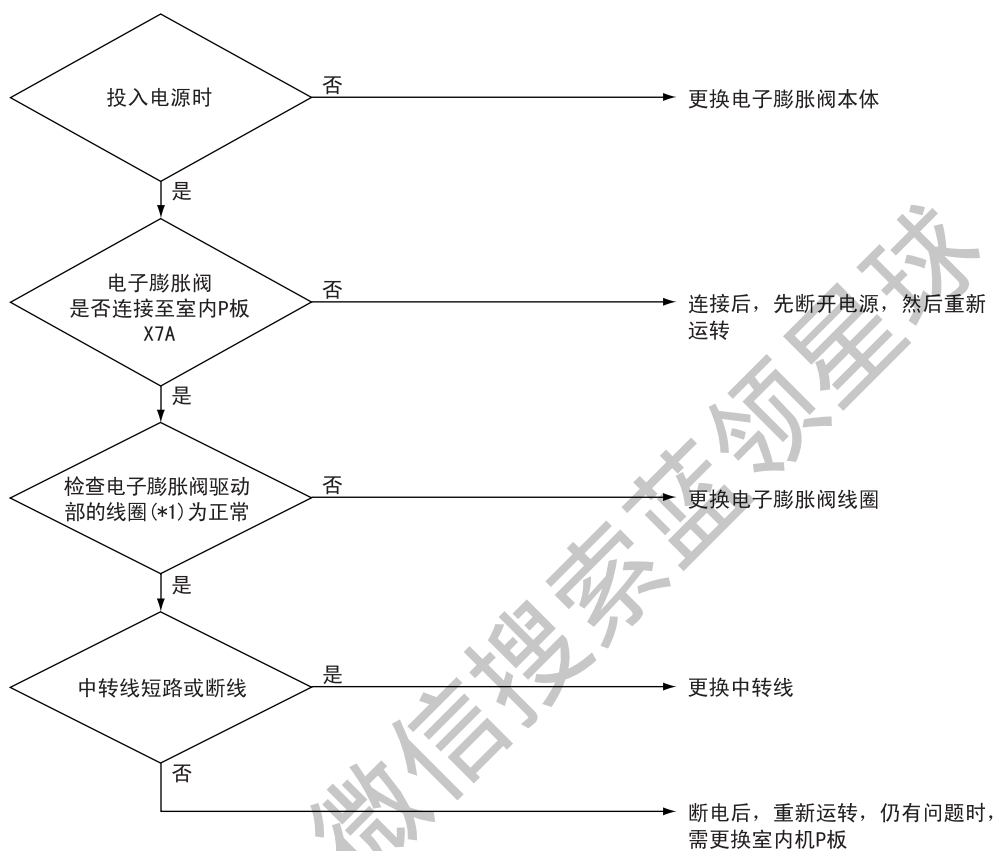 投入电源时
否
更换电子膨胀阀本体
是
电子膨胀阀
是否连接至室内P板
X7A
否
连接后，先断开电源，然后重新
运转
是
检查电子膨胀阀驱动
部的线圈(*1)为正常
否
更换电子膨胀阀线圈
是
中转线短路或断线
是
更换中转线
否
断电后，重新运转，仍有问题时，
需更换室内机P板
微信搜索蓝领星球